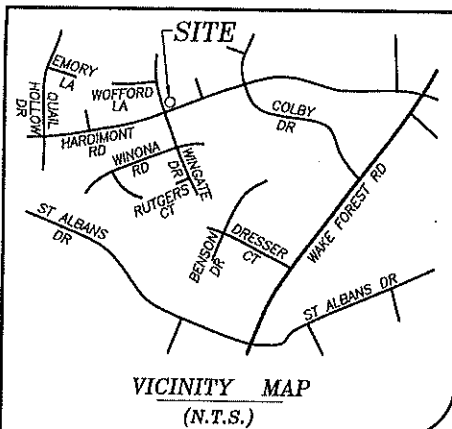 SITE
EMORY
LA
QUAIL
HOLLOW
DR
WOFFORD
LA
HARDIMONT
RD
COLBY
DR
WINONA
RD
WINGATE
DR
RUTGERS
CT
WAKE FOREST RD
ST ALBANS
DR
BENSON
DR
DRESSER
CT
ST ALBANS DR
VICINITY MAP
(N.T.S.)